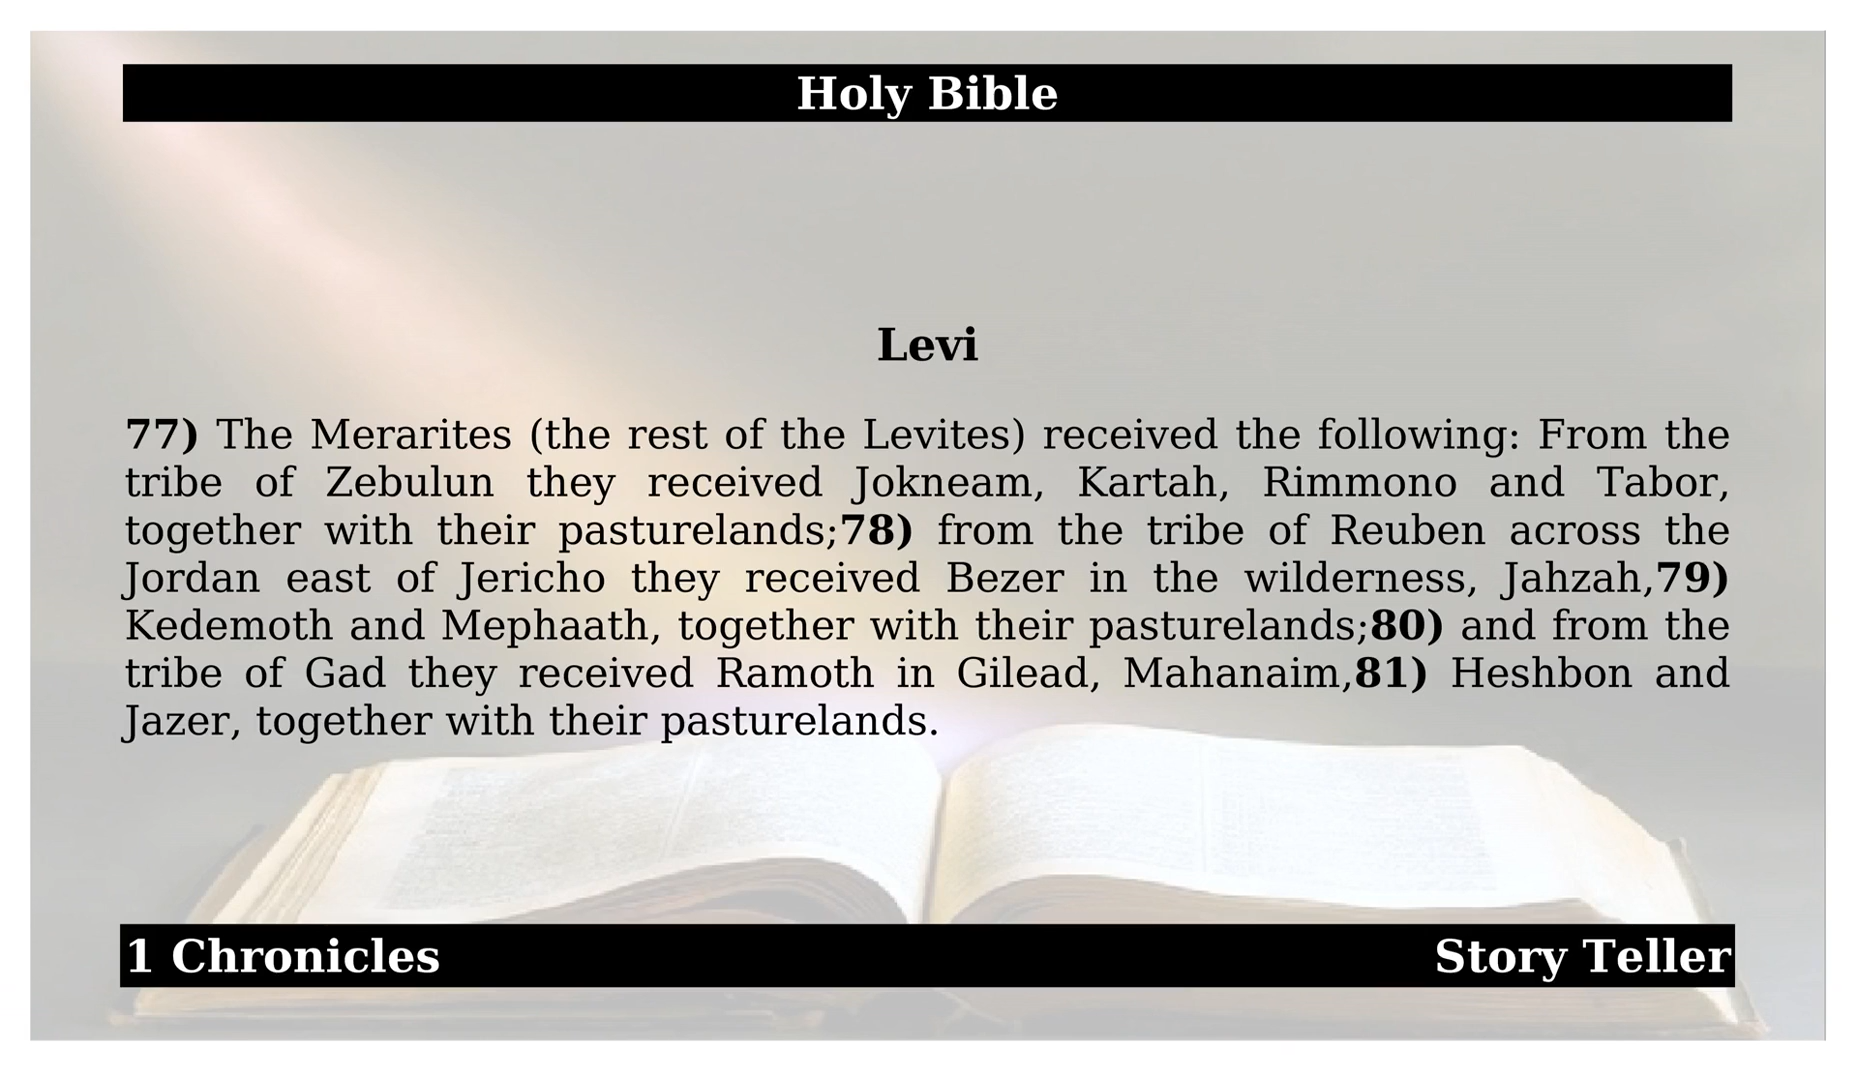 Holy Bible
Levi
77) The Merarites (the rest of the Levites) received the following: From the
tribe of Zebulun they received Jokneam, Kartah, Rimmono and Tabor,
together with their pasturelands;78) from the tribe of Reuben across the
Jordan east of Jericho they received Bezer in the wilderness, Jahzah,79)
Kedemoth and Mephaath, together with their pasturelands;80) and from the
tribe of Gad they received Ramoth in Gilead, Mahanaim,81) Heshbon and
Jazer, together with their pasturelands.
1 Chronicles Story Teller